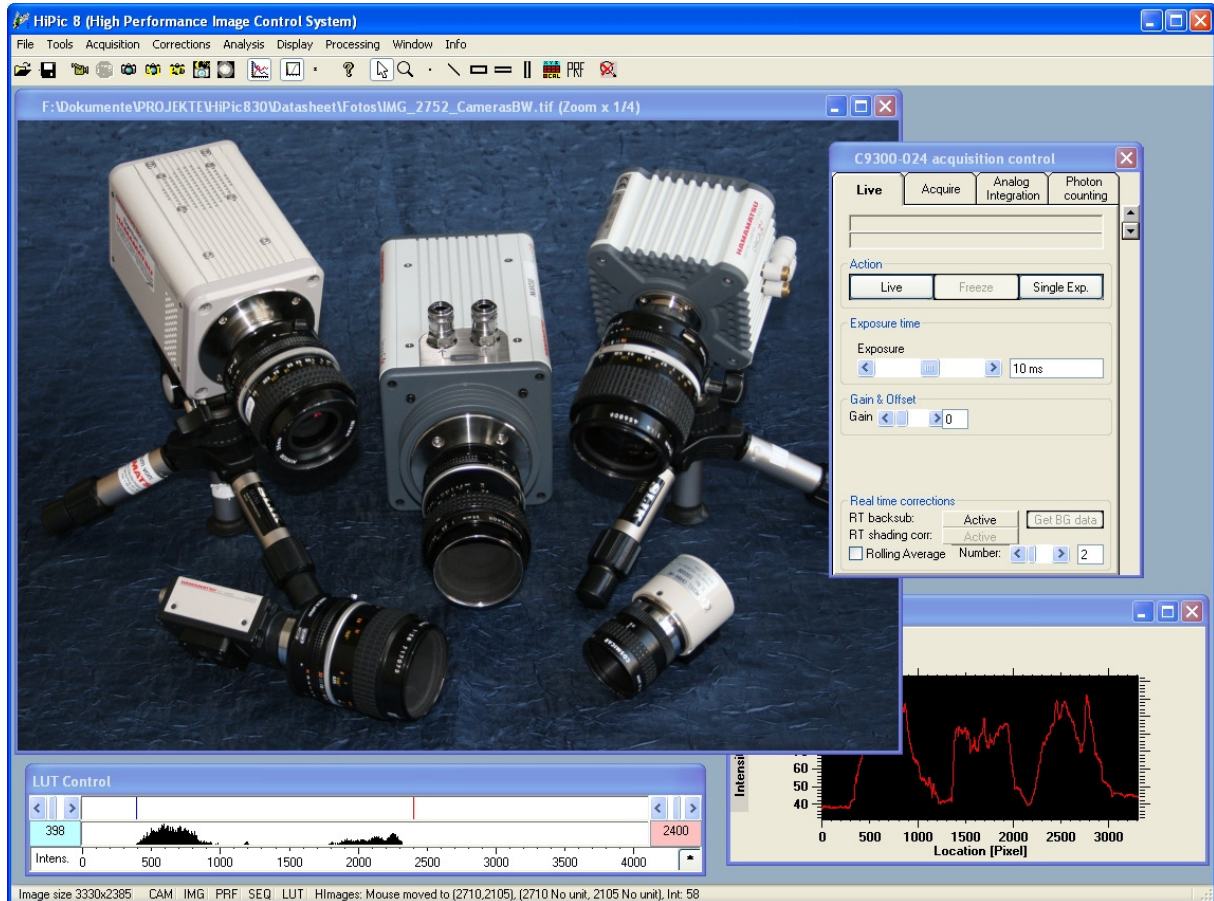 HiPic 8 (High Performance Image Control System)
File Tools Acquisition Corrections Analysis Display Processing Window Info
PRF
F:\Dokumente\PROJEKTE\HiPic830\Datasheet\Fotos\IMG_2752_CamerasBW.tif (Zoom x 1/4)
HAMAMATSU
C9300-024 acquisition control
Live Acquire Analog Integration Photon counting
Action
Live Freeze Single Exp.
Exposure time
Exposure
10 ms
Gain & Offset
Gain 0
Real time corrections
RT backsub: Active Get BG data
RT shading corr: Active
Rolling Average Number: 2
60
50
40
0 500 1000 1500 2000 2500 3000
Location [Pixel]
LUT Control
398 2400
Intens. 0 500 1000 1500 2000 2500 3000 3500 4000 *
Image size 3330x2385 CAM IMG PRF SEQ LUT HImages: Mouse moved to (2710,2105), (2710 No unit, 2105 No unit), Int: 58